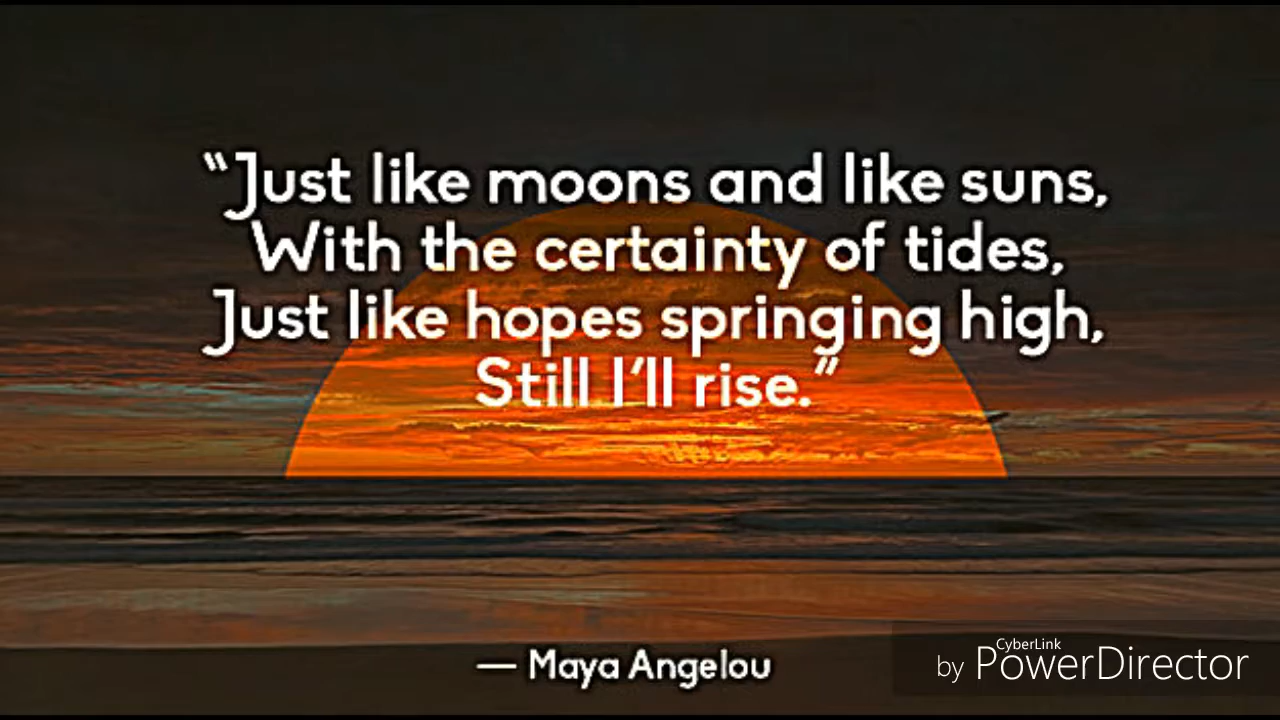 “Just like moons and like suns,
With the certainty of tides,
Just like hopes springing high,
Still I’ll rise.”
— Maya Angelou
CyberLink
by PowerDirector